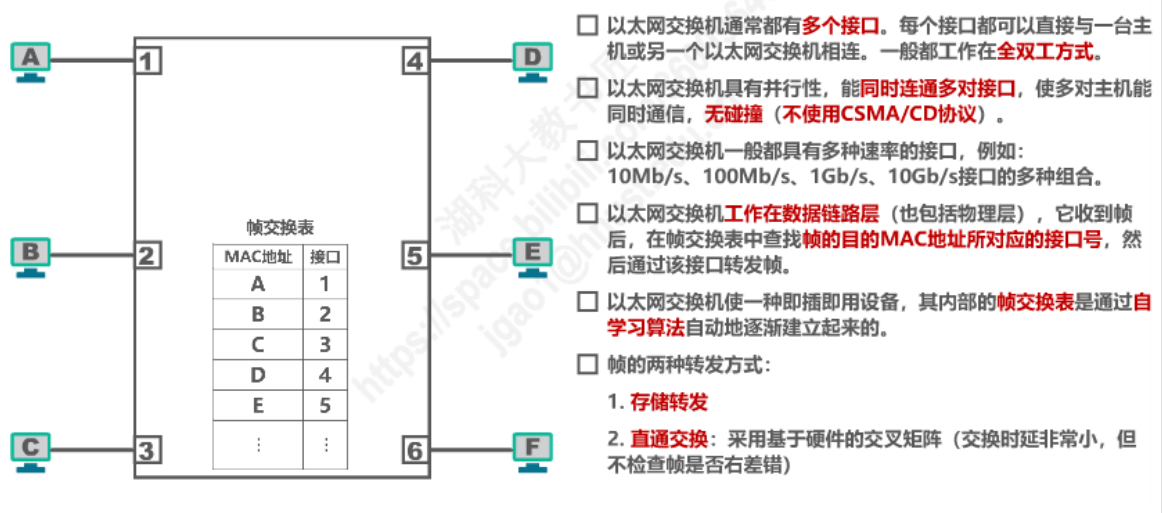 A
1
4
D
B
2
5
E
C
3
6
F
帧交换表
MAC地址 接口
A 1
B 2
C 3
D 4
E 5
⋮ ⋮
□ 以太网交换机通常都有多个接口。每个接口都可以直接与一台主
机或另一个以太网交换机相连。一般都工作在全双工方式。
□ 以太网交换机具有并行性，能同时连通多对接口，使多对主机能
同时通信，无碰撞（不使用CSMA/CD协议）。
□ 以太网交换机一般都具有多种速率的接口，例如：
10Mb/s、100Mb/s、1Gb/s、10Gb/s接口的多种组合。
□ 以太网交换机工作在数据链路层（也包括物理层），它收到帧
后，在帧交换表中查找帧的目的MAC地址所对应的接口号，然
后通过该接口转发帧。
□ 以太网交换机使一种即插即用设备，其内部的帧交换表是通过自
学习算法自动地逐渐建立起来的。
□ 帧的两种转发方式：
1. 存储转发
2. 直通交换：采用基于硬件的交叉矩阵（交换时延非常小，但
不检查帧是否右差错）